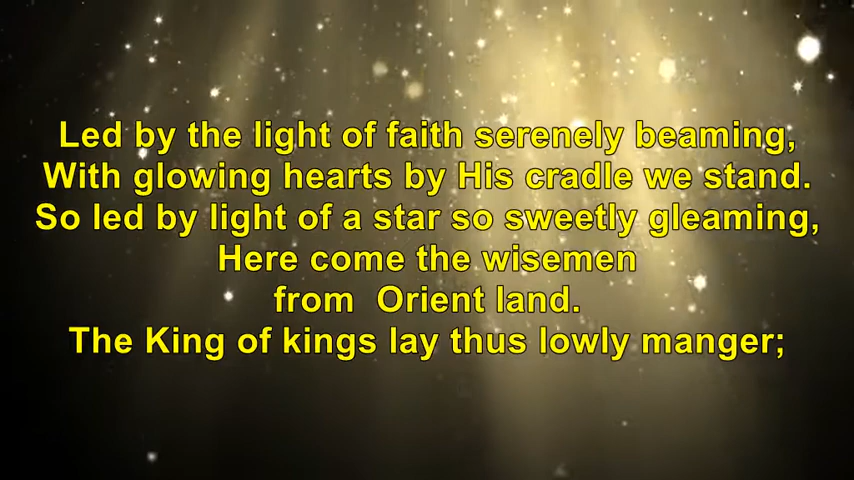 Led by the light of faith serenely beaming,
With glowing hearts by His cradle we stand.
So led by light of a star so sweetly gleaming,
Here come the wisemen
from  Orient land.
The King of kings lay thus lowly manger;